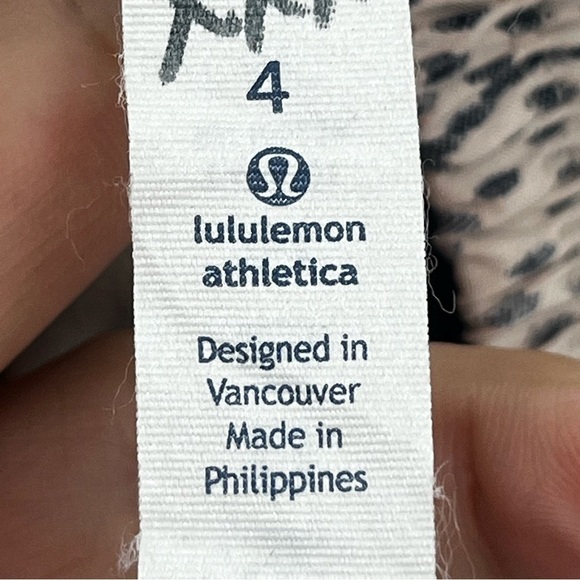 4
lululemon
athletica
Designed in
Vancouver
Made in
Philippines